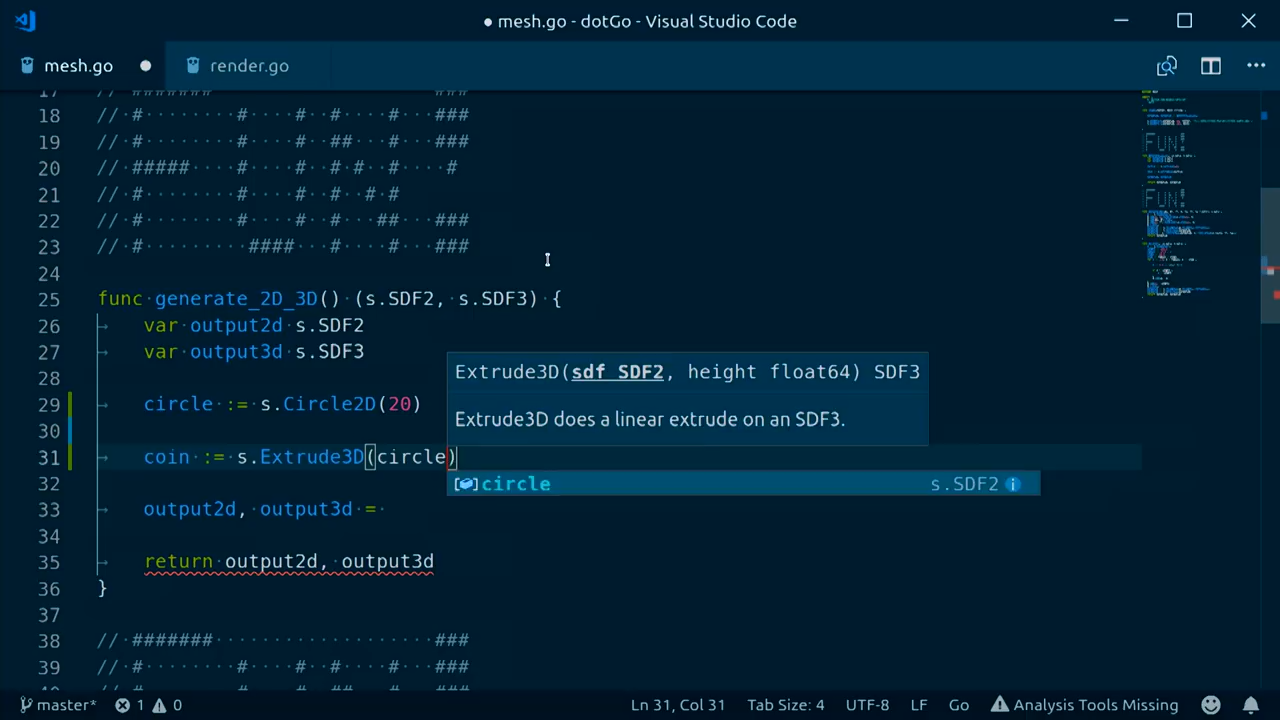 ● mesh.go - dotGo - Visual Studio Code
mesh.go ● render.go
17 // ####### ###
18 // #········#····#··#····#···###
19 // #········#····#··##···#···###
20 // #####····#····#··#·#··#····#
21 // #········#····#··#··#·#
22 // #········#····#··#···##···###
23 // #·········####···#····#···###
24
25 func generate_2D_3D() (s.SDF2, s.SDF3) {
26 var output2d s.SDF2
27 var output3d s.SDF3
28
Extrude3D(sdf SDF2, height float64) SDF3
29 circle := s.Circle2D(20)
Extrude3D does a linear extrude on an SDF3.
30
31 coin := s.Extrude3D(circle)
32
circle s.SDF2
33 output2d, output3d =
34
35 return output2d, output3d
36 }
37
38 // #######···················###
39 // #········#····#··#····#···###
40
master* 1 0 Ln 31, Col 31 Tab Size: 4 UTF-8 LF Go Analysis Tools Missing
FUN!
FUN!